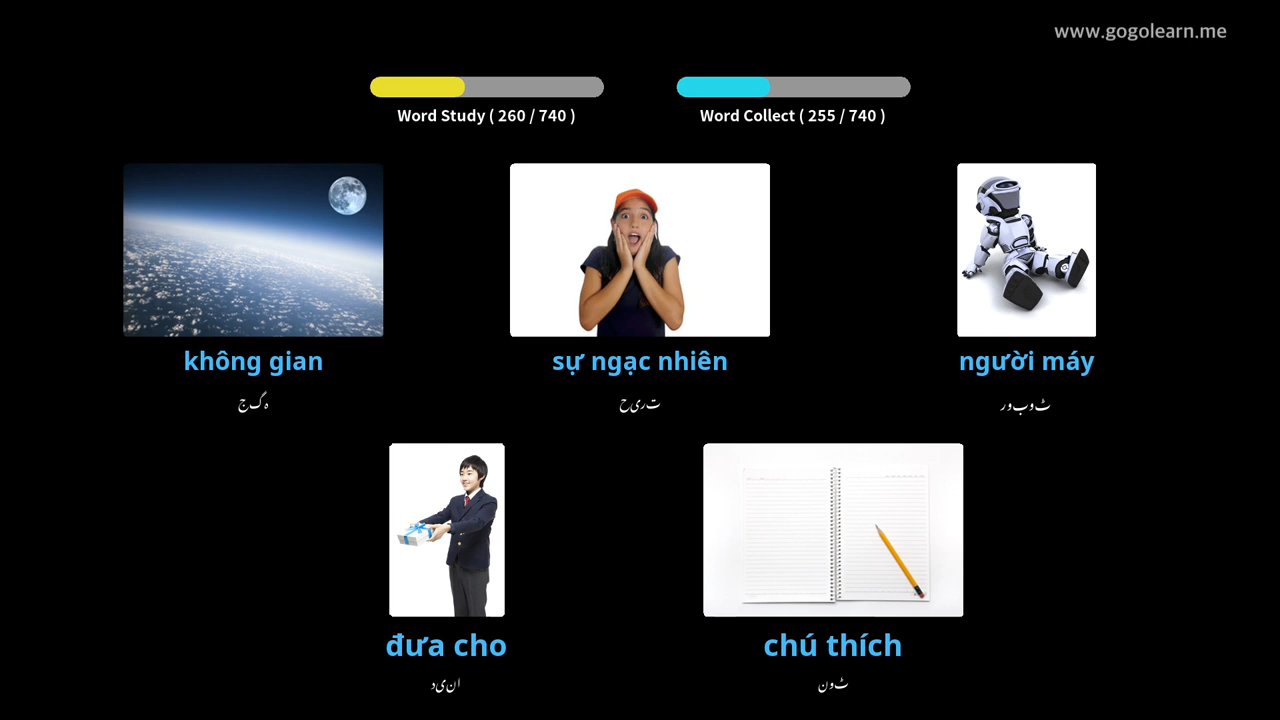 www.gogolearn.me
Word Study ( 260 / 740 )
Word Collect ( 255 / 740 )
không gian
جگہ
sự ngạc nhiên
حیرت
người máy
روبوٹ
đưa cho
دینا
chú thích
نوٹ